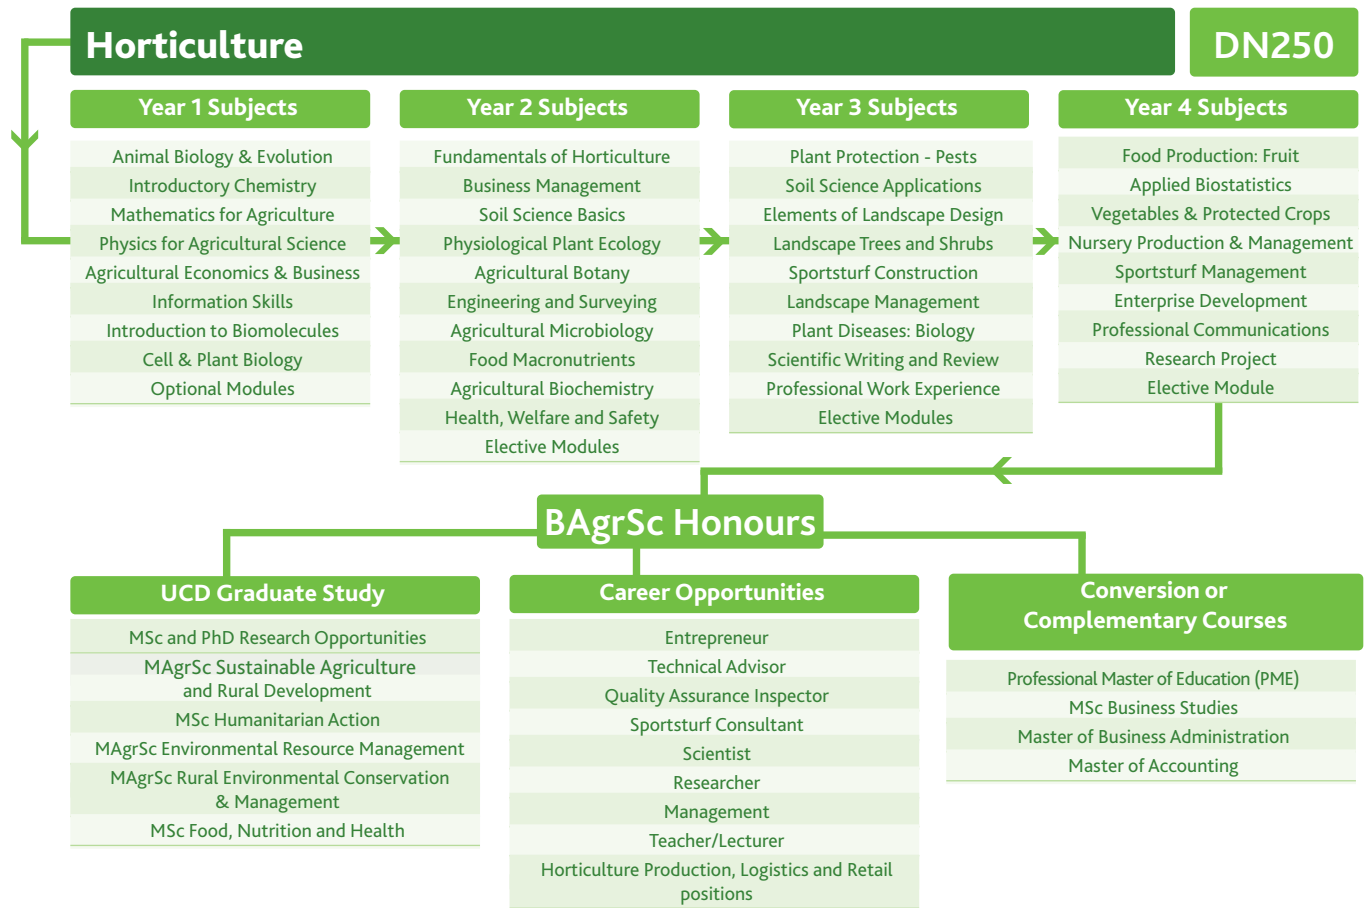 Horticulture
DN250
Year 1 Subjects
Animal Biology & Evolution
Introductory Chemistry
Mathematics for Agriculture
Physics for Agricultural Science
Agricultural Economics & Business
Information Skills
Introduction to Biomolecules
Cell & Plant Biology
Optional Modules
Year 2 Subjects
Fundamentals of Horticulture
Business Management
Soil Science Basics
Physiological Plant Ecology
Agricultural Botany
Engineering and Surveying
Agricultural Microbiology
Food Macronutrients
Agricultural Biochemistry
Health, Welfare and Safety
Elective Modules
Year 3 Subjects
Plant Protection - Pests
Soil Science Applications
Elements of Landscape Design
Landscape Trees and Shrubs
Sportsturf Construction
Landscape Management
Plant Diseases: Biology
Scientific Writing and Review
Professional Work Experience
Elective Modules
Year 4 Subjects
Food Production: Fruit
Applied Biostatistics
Vegetables & Protected Crops
Nursery Production & Management
Sportsturf Management
Enterprise Development
Professional Communications
Research Project
Elective Module
BAgrSc Honours
UCD Graduate Study
MSc and PhD Research Opportunities
MAgrSc Sustainable Agriculture
and Rural Development
MSc Humanitarian Action
MAgrSc Environmental Resource Management
MAgrSc Rural Environmental Conservation
& Management
MSc Food, Nutrition and Health
Career Opportunities
Entrepreneur
Technical Advisor
Quality Assurance Inspector
Sportsturf Consultant
Scientist
Researcher
Management
Teacher/Lecturer
Horticulture Production, Logistics and Retail
positions
Conversion or
Complementary Courses
Professional Master of Education (PME)
MSc Business Studies
Master of Business Administration
Master of Accounting